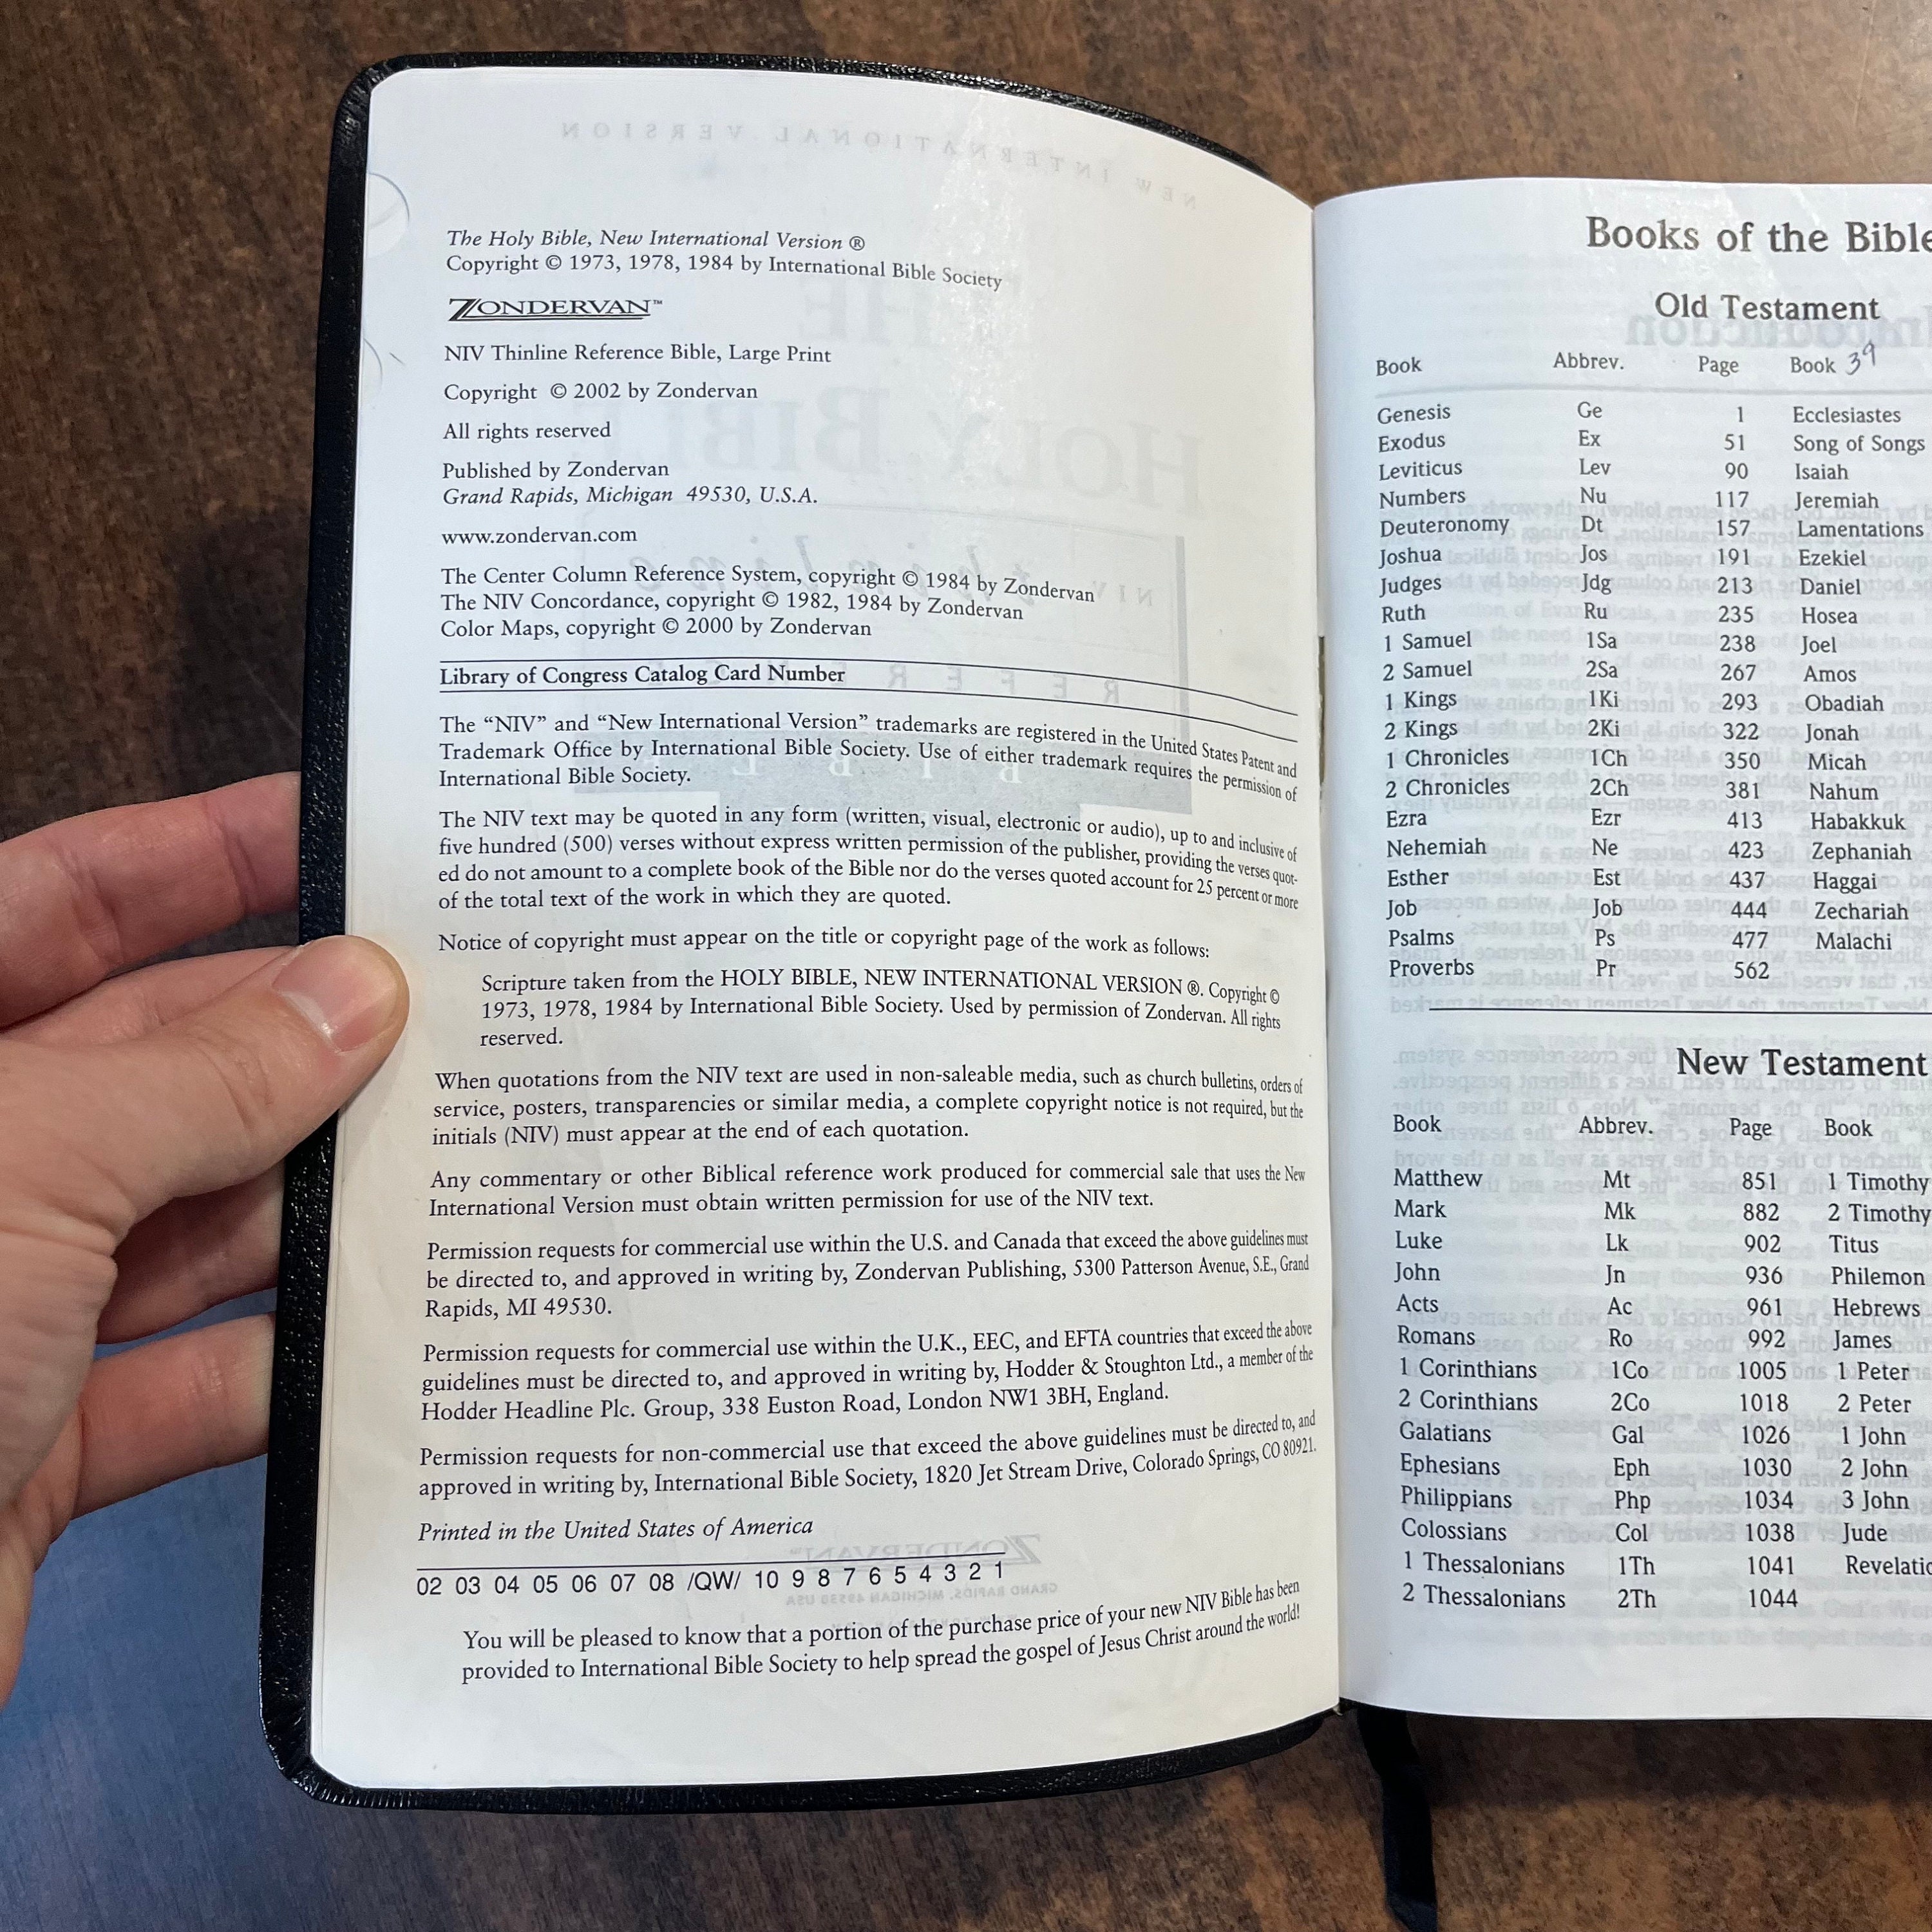 The Holy Bible, New International Version ®
Copyright © 1973, 1978, 1984 by International Bible Society
ZONDERVAN™
NIV Thinline Reference Bible, Large Print
Copyright © 2002 by Zondervan
All rights reserved
Published by Zondervan
Grand Rapids, Michigan 49530, U.S.A.
www.zondervan.com
The Center Column Reference System, copyright © 1984 by Zondervan
The NIV Concordance, copyright © 1982, 1984 by Zondervan
Color Maps, copyright © 2000 by Zondervan
Library of Congress Catalog Card Number
The “NIV” and “New International Version” trademarks are registered in the United States Patent and
Trademark Office by International Bible Society. Use of either trademark requires the permission of
International Bible Society.
The NIV text may be quoted in any form (written, visual, electronic or audio), up to and inclusive of
five hundred (500) verses without express written permission of the publisher, providing the verses quot-
ed do not amount to a complete book of the Bible nor do the verses quoted account for 25 percent or more
of the total text of the work in which they are quoted.
Notice of copyright must appear on the title or copyright page of the work as follows:
Scripture taken from the HOLY BIBLE, NEW INTERNATIONAL VERSION ®. Copyright ©
1973, 1978, 1984 by International Bible Society. Used by permission of Zondervan. All rights
reserved.
When quotations from the NIV text are used in non-saleable media, such as church bulletins, orders of
service, posters, transparencies or similar media, a complete copyright notice is not required, but the
initials (NIV) must appear at the end of each quotation.
Any commentary or other Biblical reference work produced for commercial sale that uses the New
International Version must obtain written permission for use of the NIV text.
Permission requests for commercial use within the U.S. and Canada that exceed the above guidelines must
be directed to, and approved in writing by, Zondervan Publishing, 5300 Patterson Avenue, S.E., Grand
Rapids, MI 49530.
Permission requests for commercial use within the U.K., EEC, and EFTA countries that exceed the above
guidelines must be directed to, and approved in writing by, Hodder & Stoughton Ltd., a member of the
Hodder Headline Plc. Group, 338 Euston Road, London NW1 3BH, England.
Permission requests for non-commercial use that exceed the above guidelines must be directed to, and
approved in writing by, International Bible Society, 1820 Jet Stream Drive, Colorado Springs, CO 80921.
Printed in the United States of America
02 03 04 05 06 07 08 /QW/ 10 9 8 7 6 5 4 3 2 1
You will be pleased to know that a portion of the purchase price of your new NIV Bible has been
provided to International Bible Society to help spread the gospel of Jesus Christ around the world!
Books of the Bible
Old Testament
Book Abbrev. Page Book 39
Genesis Ge 1 Ecclesiastes
Exodus Ex 51 Song of Songs
Leviticus Lev 90 Isaiah
Numbers Nu 117 Jeremiah
Deuteronomy Dt 157 Lamentations
Joshua Jos 191 Ezekiel
Judges Jdg 213 Daniel
Ruth Ru 235 Hosea
1 Samuel 1Sa 238 Joel
2 Samuel 2Sa 267 Amos
1 Kings 1Ki 293 Obadiah
2 Kings 2Ki 322 Jonah
1 Chronicles 1Ch 350 Micah
2 Chronicles 2Ch 381 Nahum
Ezra Ezr 413 Habakkuk
Nehemiah Ne 423 Zephaniah
Esther Est 437 Haggai
Job Job 444 Zechariah
Psalms Ps 477 Malachi
Proverbs Pr 562
New Testament
Book Abbrev. Page Book
Matthew Mt 851 1 Timothy
Mark Mk 882 2 Timothy
Luke Lk 902 Titus
John Jn 936 Philemon
Acts Ac 961 Hebrews
Romans Ro 992 James
1 Corinthians 1Co 1005 1 Peter
2 Corinthians 2Co 1018 2 Peter
Galatians Gal 1026 1 John
Ephesians Eph 1030 2 John
Philippians Php 1034 3 John
Colossians Col 1038 Jude
1 Thessalonians 1Th 1041 Revelatio
2 Thessalonians 2Th 1044